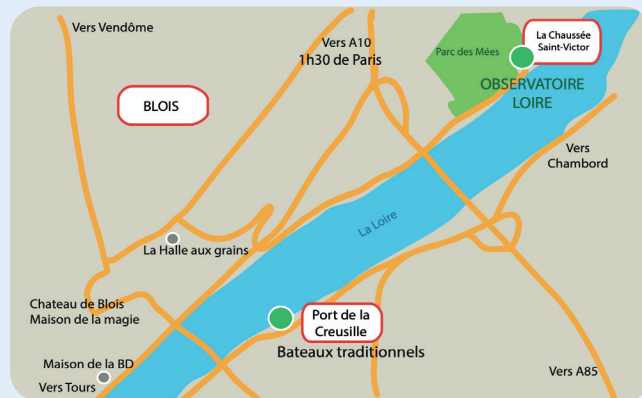 Vers Vendôme
Vers A10
1h30 de Paris
La Chaussée
Saint-Victor
Parc des Mées
OBSERVATOIRE
LOIRE
BLOIS
Vers
Chambord
La Loire
La Halle aux grains
Chateau de Blois
Maison de la magie
Port de la
Creusille
Bateaux traditionnels
Maison de la BD
Vers Tours
Vers A85